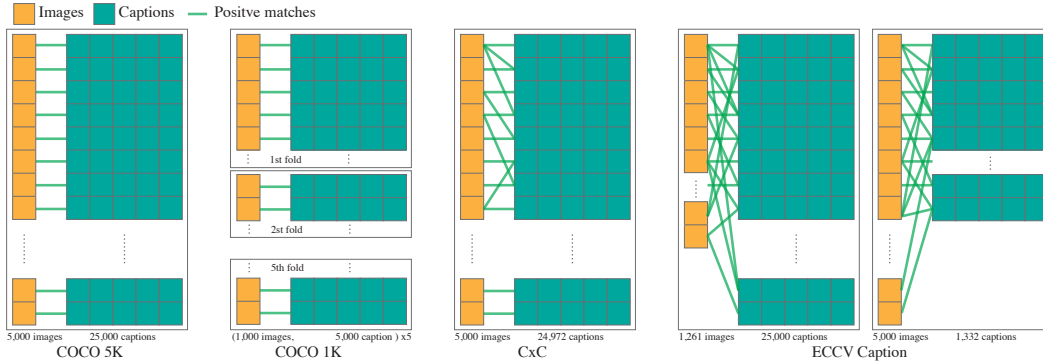 Images Captions Positve matches
1st fold
2st fold
5th fold
5,000 images 25,000 captions
(1,000 images, 5,000 caption ) x5
5,000 images 24,972 captions
1,261 images 25,000 captions
5,000 images 1,332 captions
COCO 5K COCO 1K CxC ECCV Caption